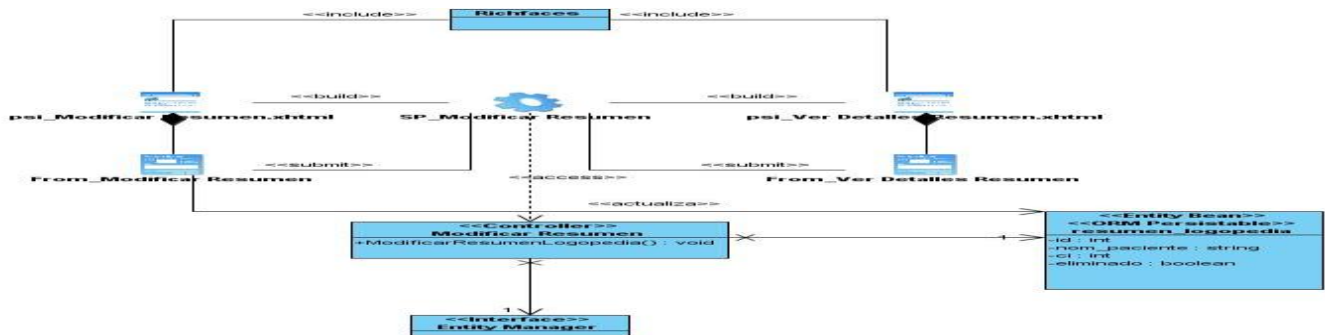 <<include>>
Richfaces
<<include>>
<<build>>
<<build>>
psi_Modificar Resumen.xhtml
SP_Modificar Resumen
psi_Ver Detalles Resumen.xhtml
<<submit>>
<<submit>>
From_Modificar Resumen
<<access>>
From_Ver Detalles Resumen
<<actualiza>>
<<Controller>>
Modificar Resumen
+ModificarResumenLogopedia() : void
1
<<Entity Bean>>
<<ORM Persistable>>
resumen_logopedia
-id : int
-nom_paciente : string
-ci : int
-eliminado : boolean
1
<<Interface>>
Entity Manager